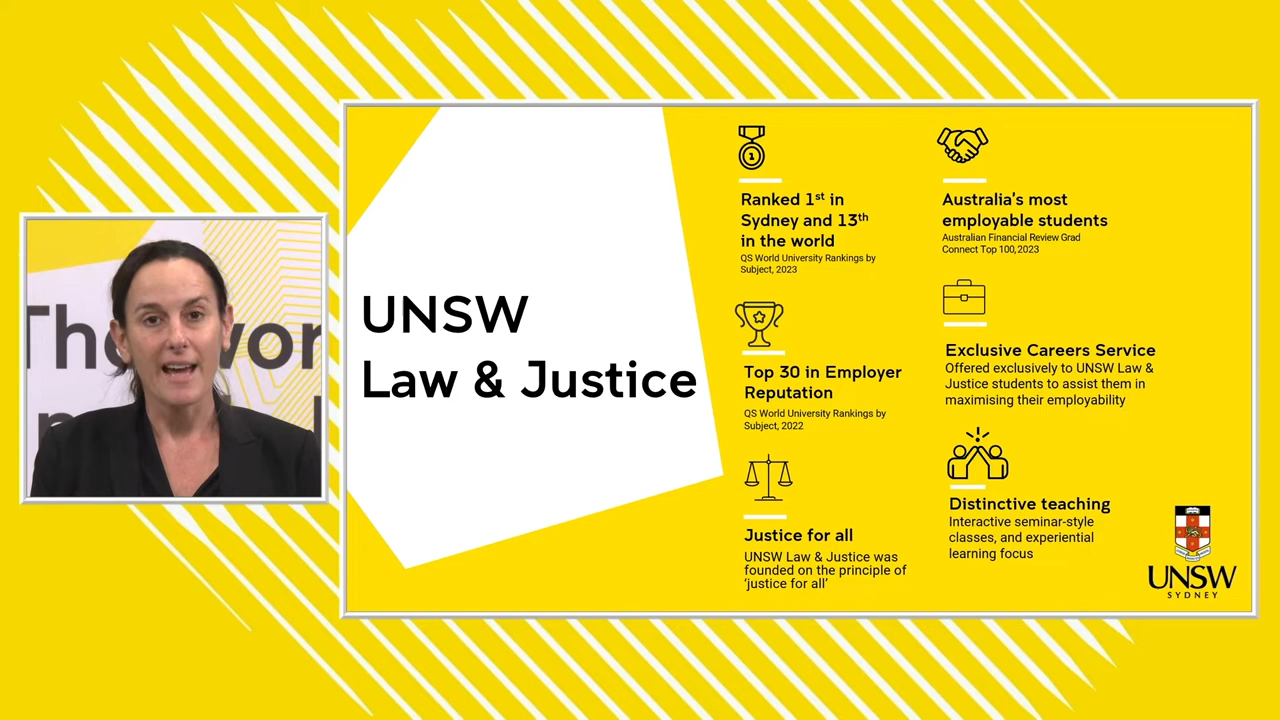 The wor
UNSW
Law & Justice
1
Ranked 1st in
Sydney and 13th
in the world
QS World University Rankings by
Subject, 2023
Top 30 in Employer
Reputation
QS World University Rankings by
Subject, 2022
Justice for all
UNSW Law & Justice was
founded on the principle of
‘justice for all’
Australia’s most
employable students
Australian Financial Review Grad
Connect Top 100, 2023
Exclusive Careers Service
Offered exclusively to UNSW Law &
Justice students to assist them in
maximising their employability
Distinctive teaching
Interactive seminar-style
classes, and experiential
learning focus
UNSW
SYDNEY